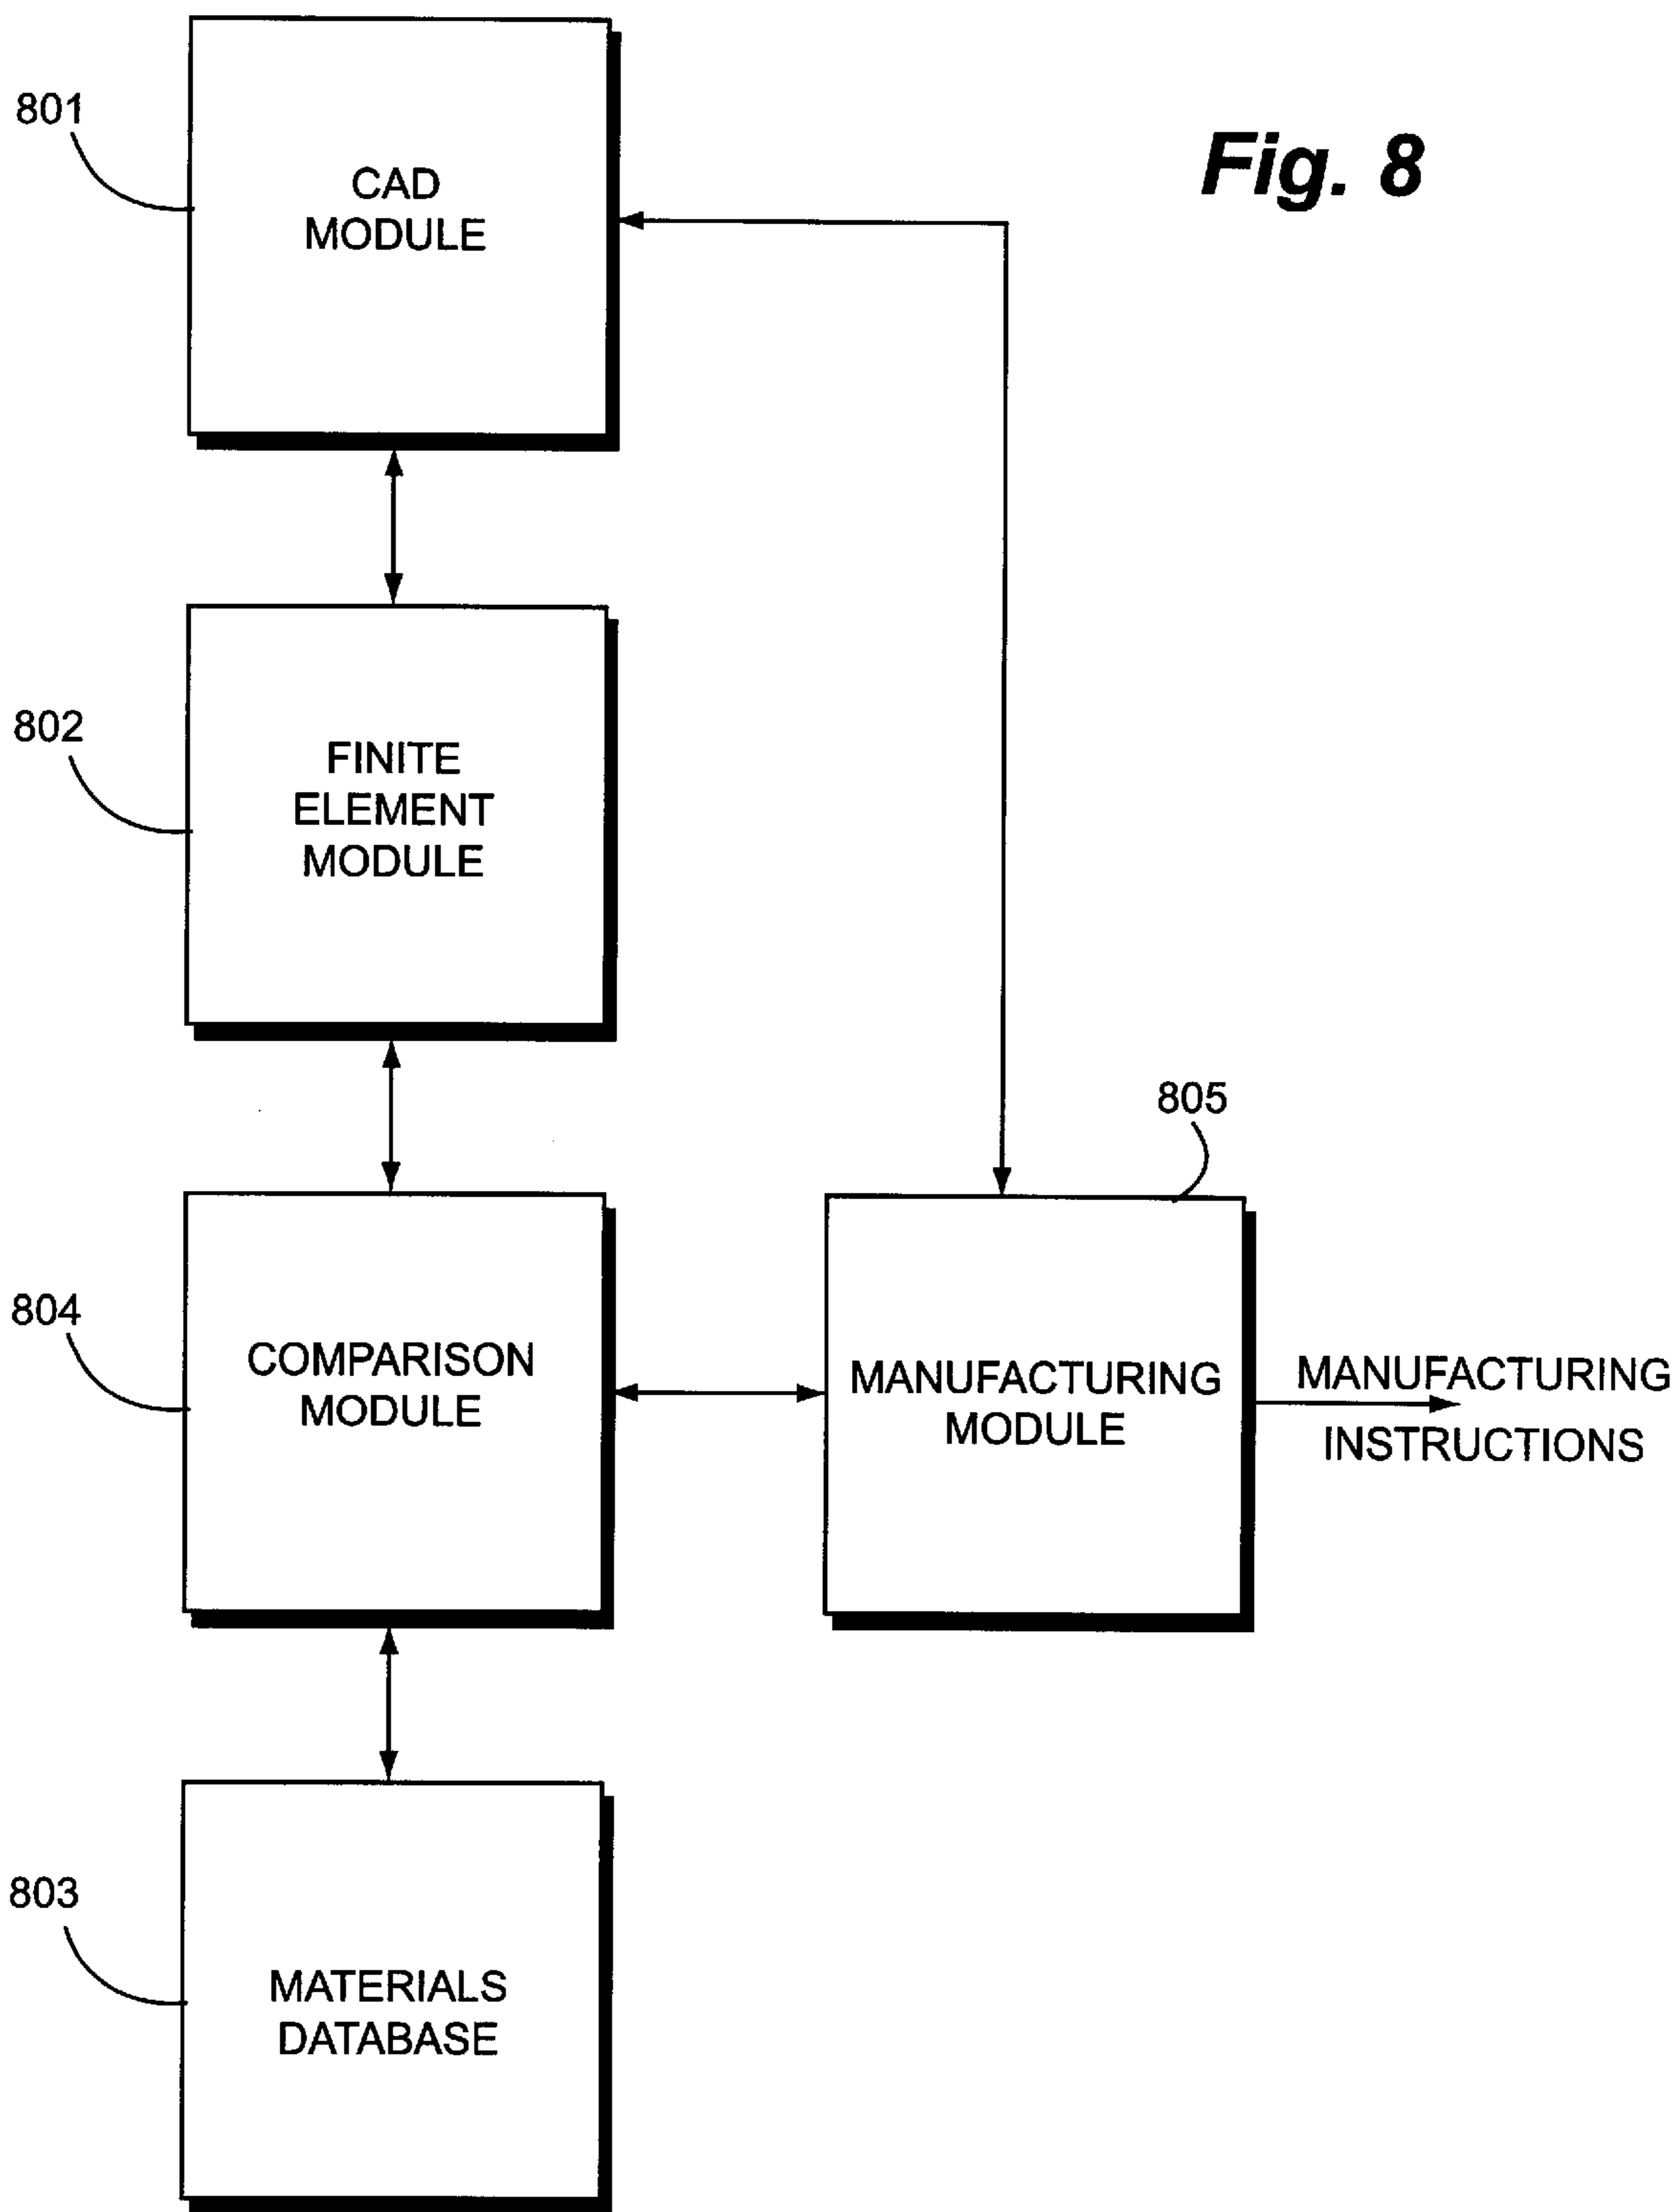 Fig. 8
801
CAD
MODULE
802
FINITE
ELEMENT
MODULE
805
804
COMPARISON
MODULE
MANUFACTURING
MODULE
MANUFACTURING
INSTRUCTIONS
803
MATERIALS
DATABASE